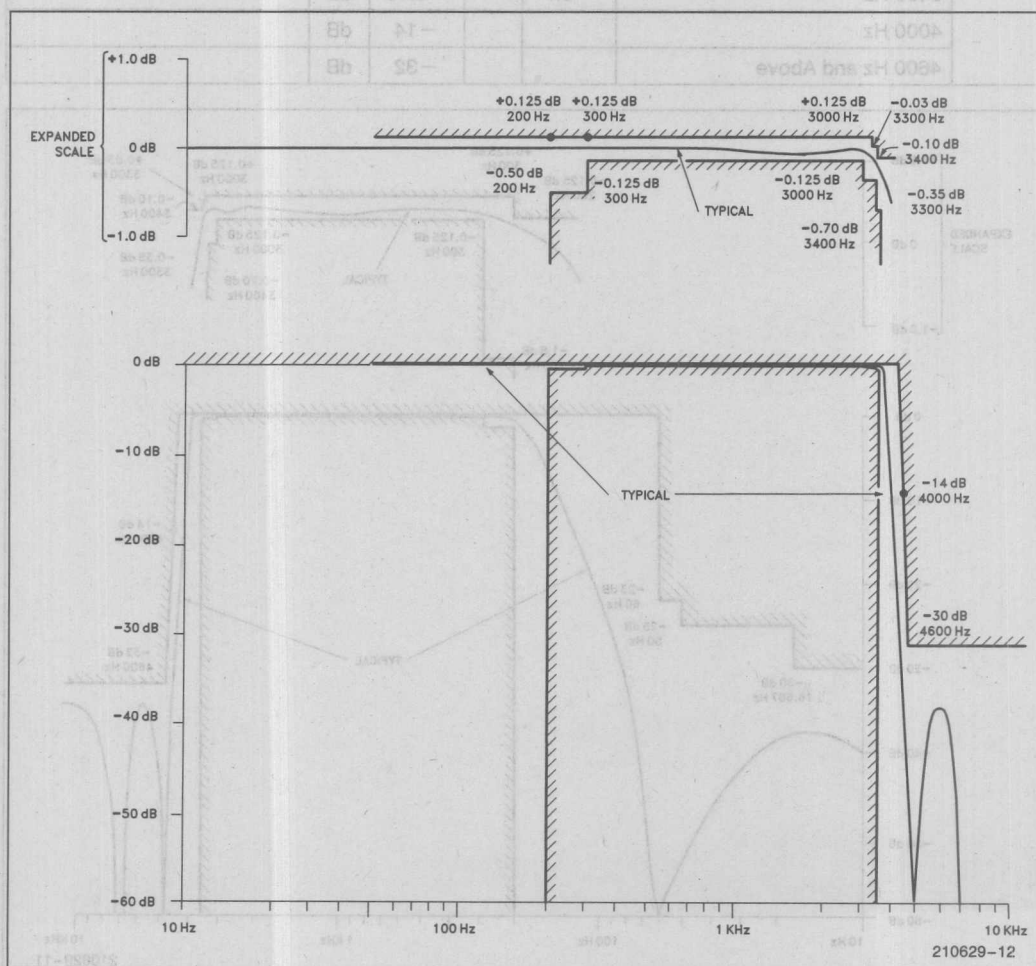 +1.0 dB
EXPANDED
SCALE
0 dB
-1.0 dB
+0.125 dB
200 Hz
+0.125 dB
300 Hz
+0.125 dB
3000 Hz
-0.03 dB
3300 Hz
-0.10 dB
3400 Hz
-0.50 dB
200 Hz
-0.125 dB
300 Hz
TYPICAL
-0.125 dB
3000 Hz
-0.35 dB
3300 Hz
-0.70 dB
3400 Hz
0 dB
-10 dB
-20 dB
-30 dB
-40 dB
-50 dB
-60 dB
TYPICAL
-14 dB
4000 Hz
-30 dB
4600 Hz
10 Hz
100 Hz
1 KHz
10 KHz
210629-12
4000 Hz
-14 dB
4600 Hz and Above
-32 dB